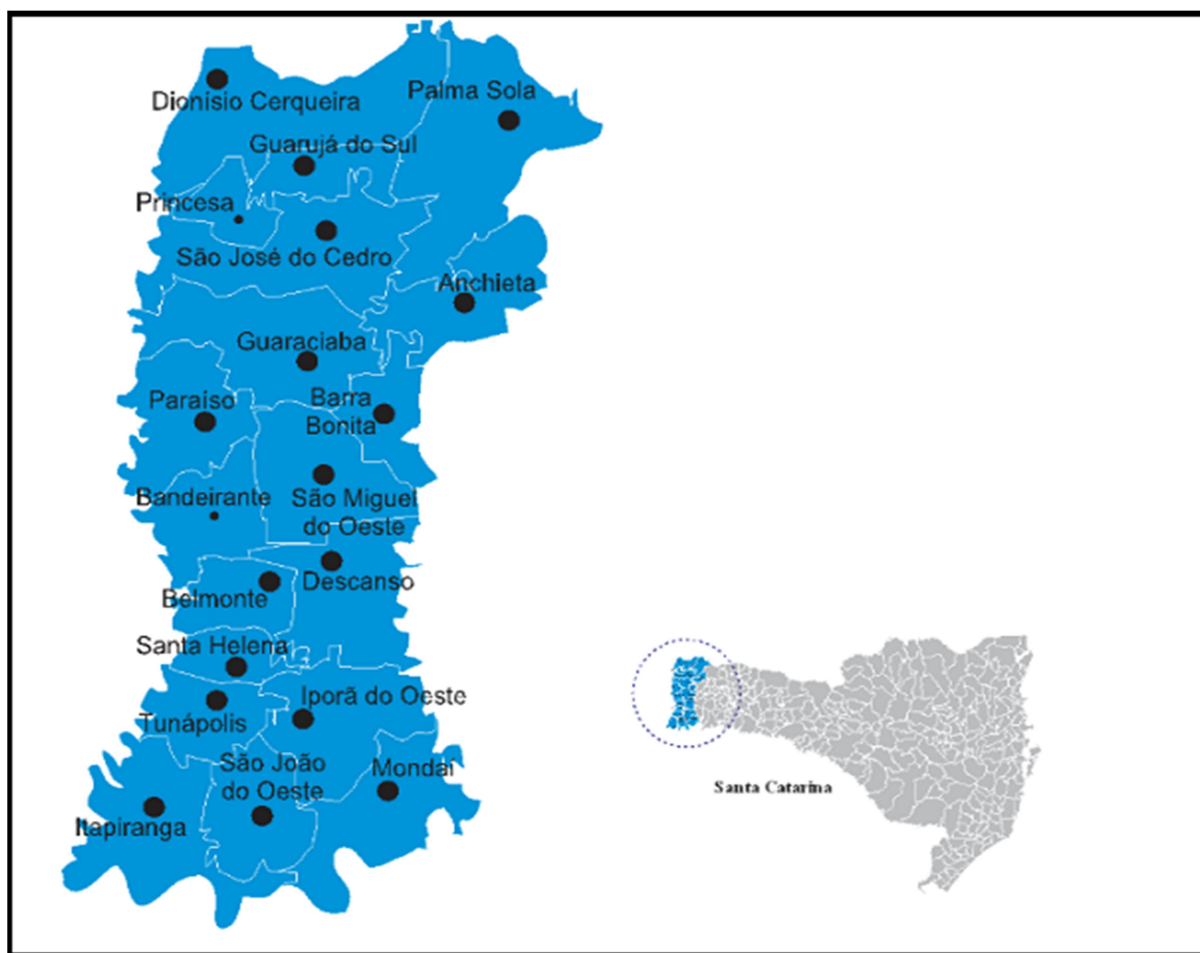 Palma Sola
Dionísio Cerqueira
Guarujá do Sul
Princesa
São José do Cedro
Anchieta
Guaraciaba
Paraíso
Barra
Bonita
Bandeirante
São Miguel
do Oeste
Descanso
Belmonte
Santa Helena
Iporã do Oeste
Tunápolis
São João
do Oeste
Mondaí
Itapiranga
Santa Catarina